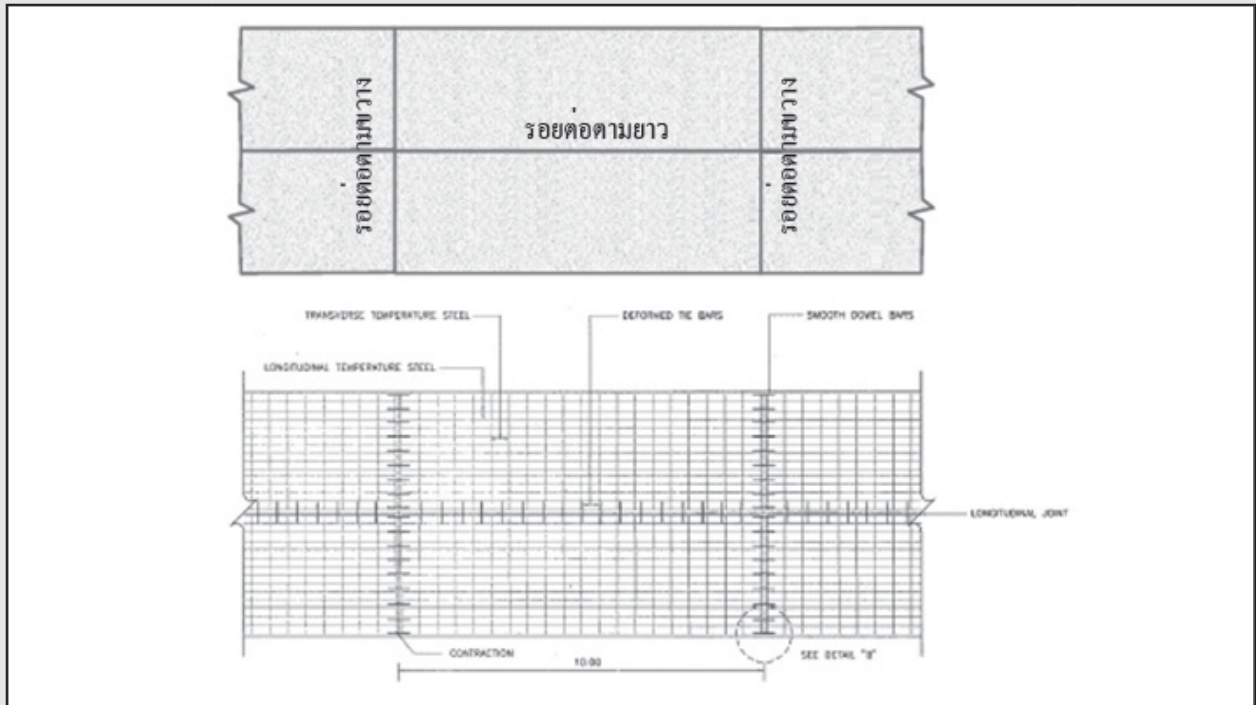 รอยต่อตามขวาง
รอยต่อตามยาว
รอยต่อตามขวาง
TRANSVERSE TEMPERATURE STEEL
DEFORMED TIE BARS
SMOOTH DOWEL BARS
LONGITUDINAL TEMPERATURE STEEL
LONGITUDINAL JOINT
CONTRACTION
10.00
SEE DETAIL "B"